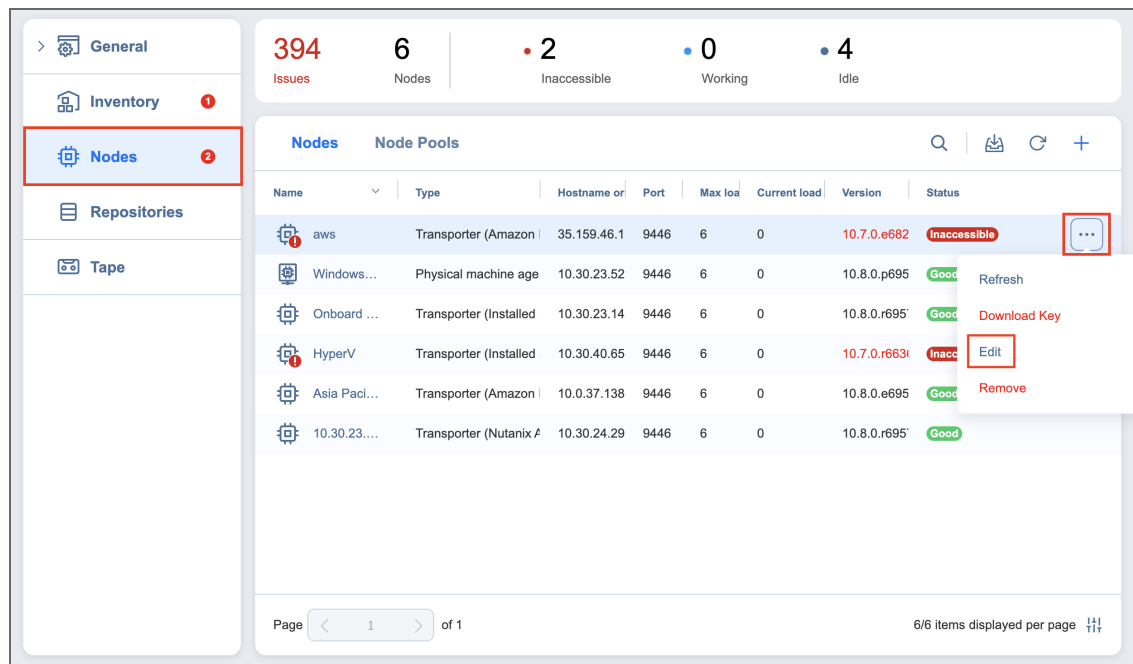 General
Inventory 1
Nodes 2
Repositories
Tape
394 6 2 0 4
Issues Nodes Inaccessible Working Idle
Nodes Node Pools
Name Type Hostname or Port Max loa Current load Version Status
aws Transporter (Amazon 35.159.46.1 9446 6 0 10.7.0.e682 Inaccessible ...
Windows... Physical machine age 10.30.23.52 9446 6 0 10.8.0.p695 Good
Onboard ... Transporter (Installed 10.30.23.14 9446 6 0 10.8.0.r695 Good
HyperV Transporter (Installed 10.30.40.65 9446 6 0 10.7.0.r663 Inacc
Asia Paci... Transporter (Amazon 10.0.37.138 9446 6 0 10.8.0.e695 Good
10.30.23.... Transporter (Nutanix A 10.30.24.29 9446 6 0 10.8.0.r695 Good
Refresh
Download Key
Edit
Remove
Page 1 of 1
6/6 items displayed per page